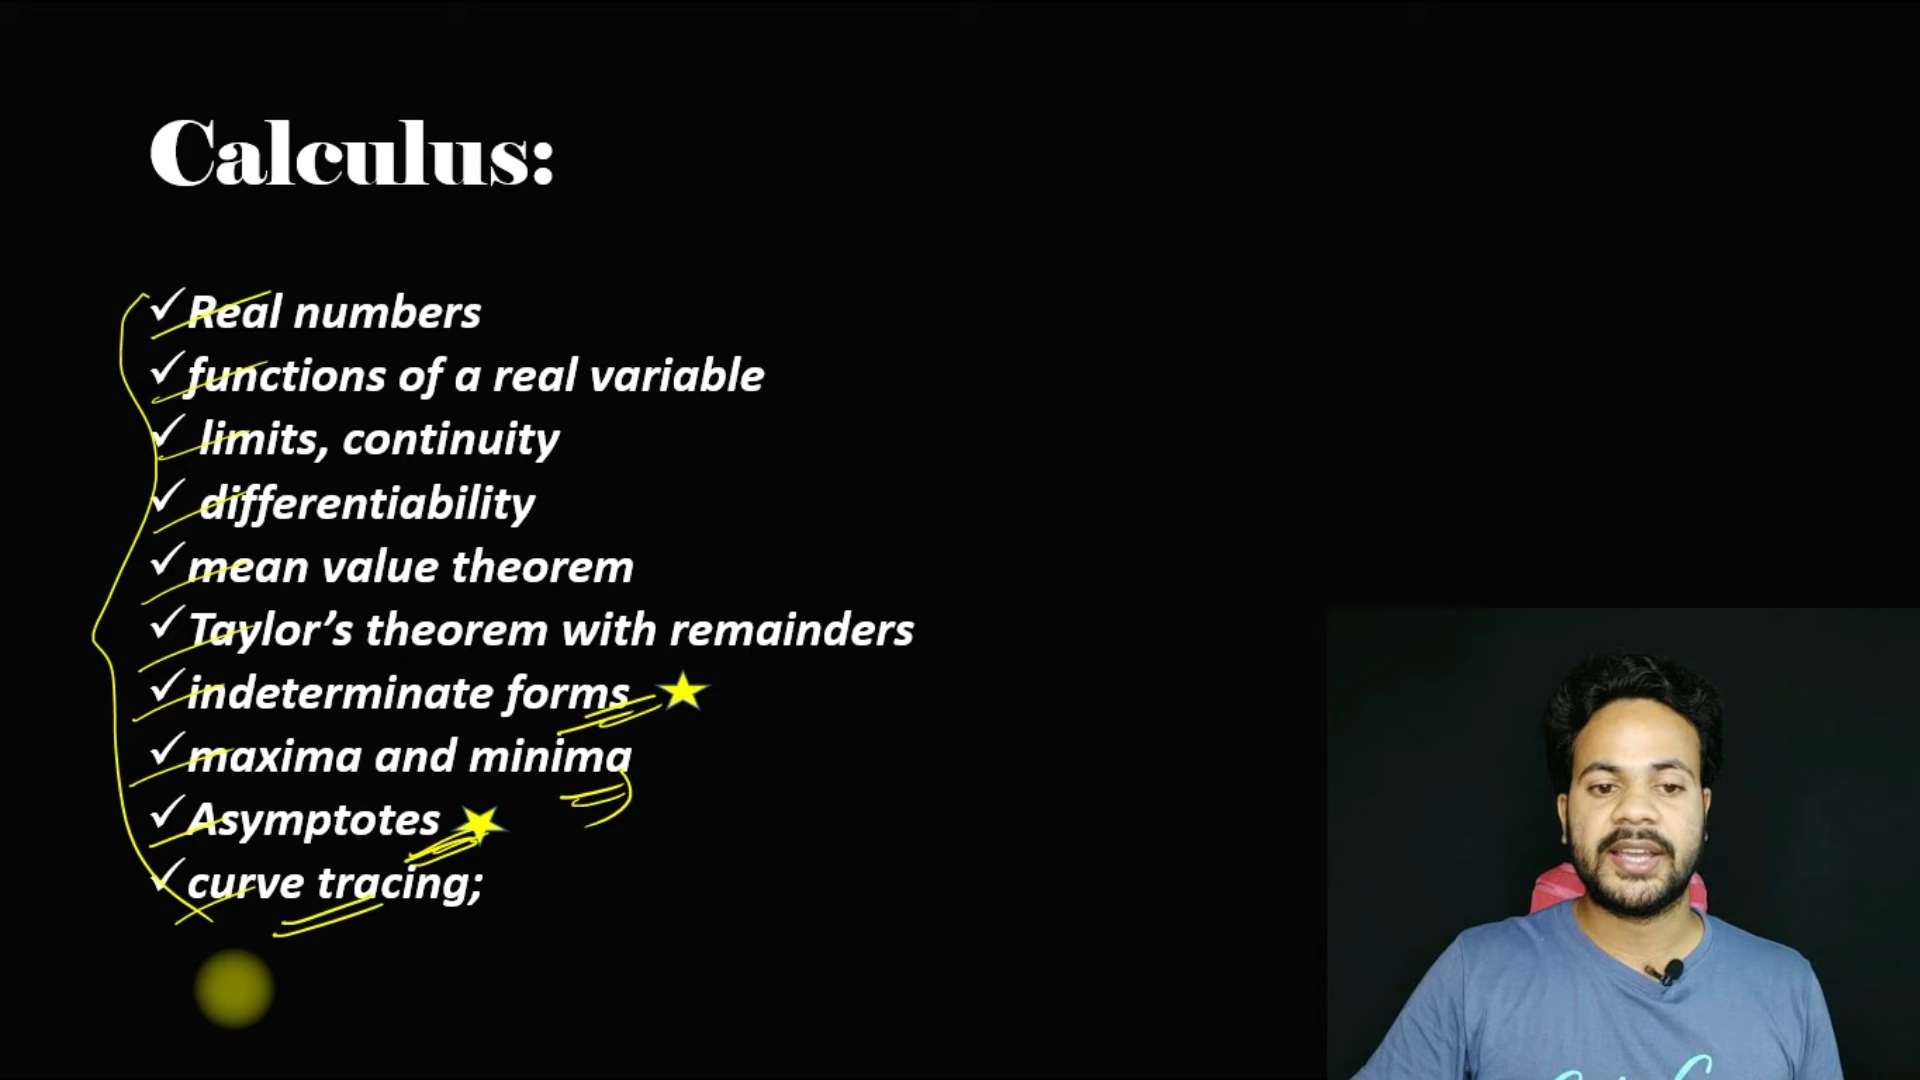 Calculus:
✓Real numbers
✓functions of a real variable
✓ limits, continuity
✓ differentiability
✓mean value theorem
✓Taylor’s theorem with remainders
✓indeterminate forms
✓maxima and minima
✓Asymptotes
✓curve tracing;